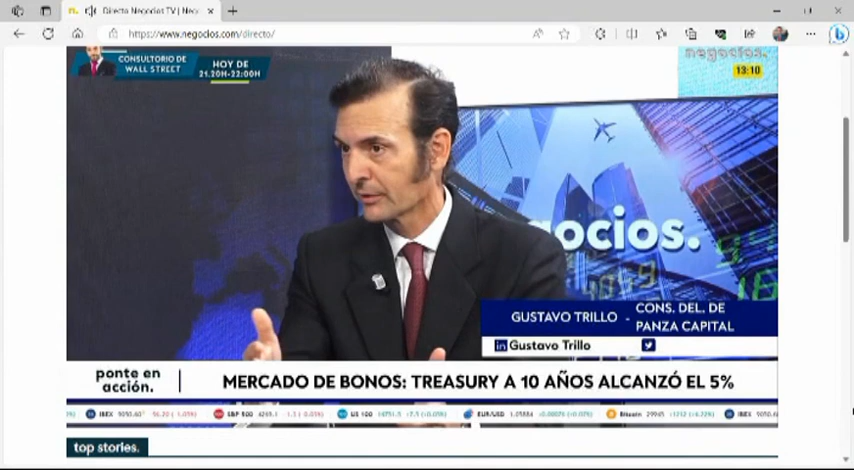 Directo Negocios TV | Nego
https://www.negocios.com/directo/
CONSULTORIO DE
WALL STREET
HOY DE
21.20H-22:00H
negocios.
13:10
gocios.
GUSTAVO TRILLO - CONS. DEL. DE
PANZA CAPITAL
in Gustavo Trillo
ponte en
acción.
MERCADO DE BONOS: TREASURY A 10 AÑOS ALCANZÓ EL 5%
IBEX
S&P 500
US 100
EUR/USD
Bitcoin
IBEX
top stories.